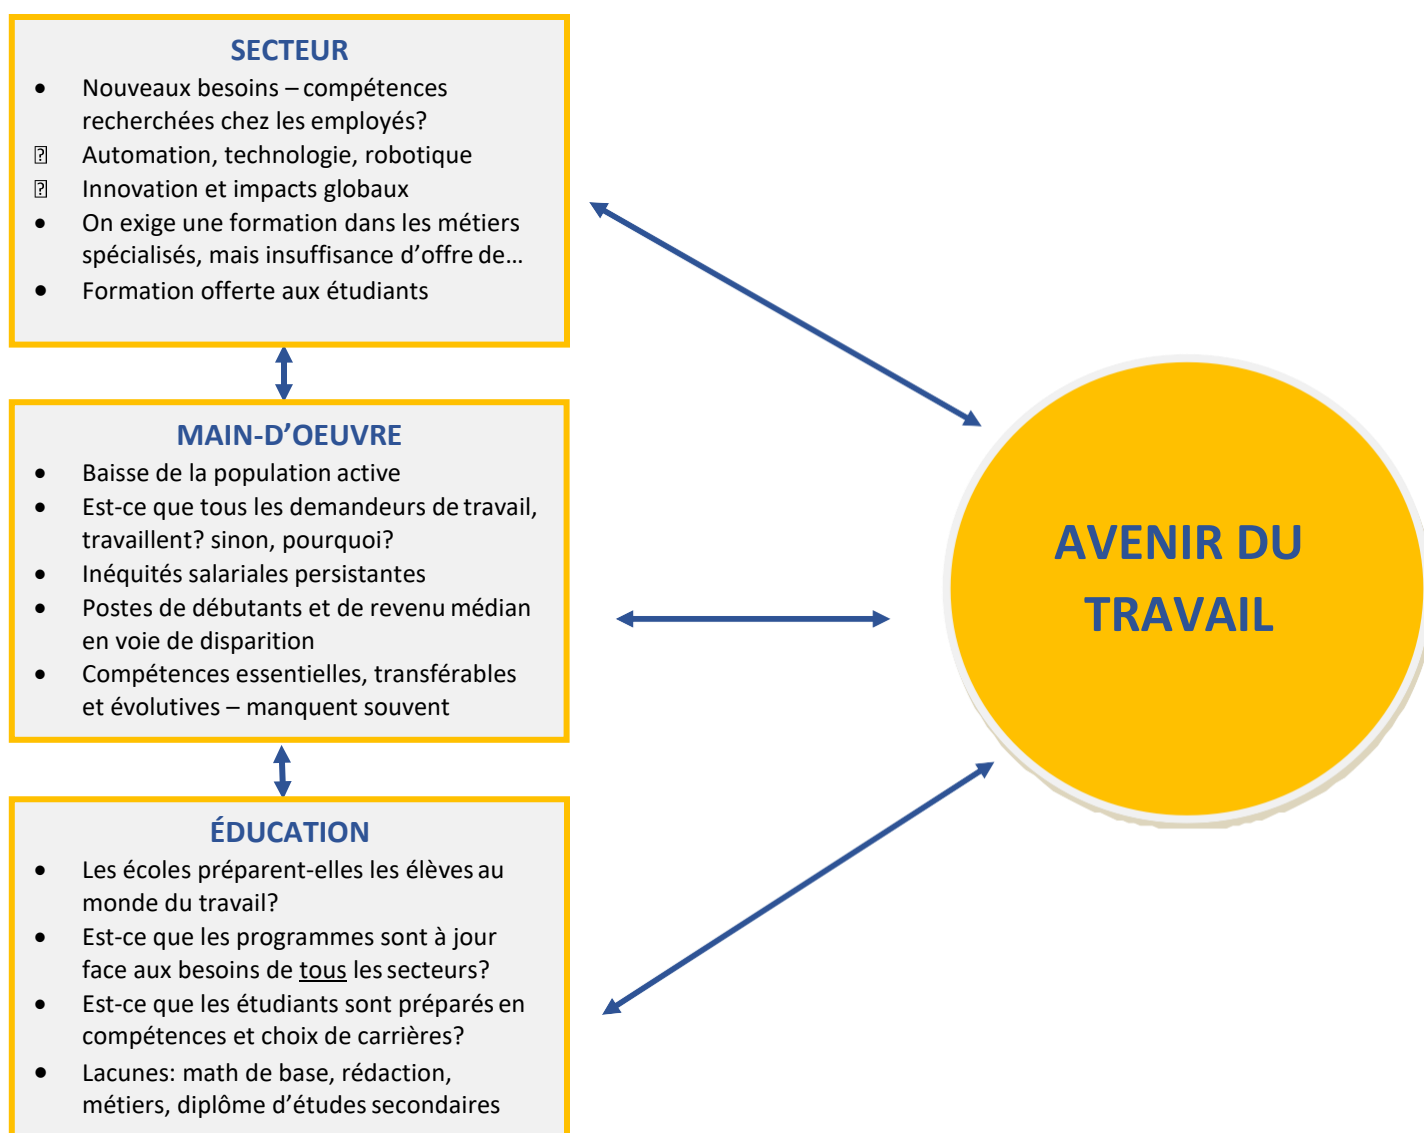 SECTEUR
• Nouveaux besoins – compétences
recherchées chez les employés?
Automation, technologie, robotique
Innovation et impacts globaux
• On exige une formation dans les métiers
spécialisés, mais insuffisance d’offre de…
• Formation offerte aux étudiants
MAIN-D’OEUVRE
• Baisse de la population active
• Est-ce que tous les demandeurs de travail,
travaillent? sinon, pourquoi?
• Inéquités salariales persistantes
• Postes de débutants et de revenu médian
en voie de disparition
• Compétences essentielles, transférables
et évolutives – manquent souvent
ÉDUCATION
• Les écoles préparent-elles les élèves au
monde du travail?
• Est-ce que les programmes sont à jour
face aux besoins de tous les secteurs?
• Est-ce que les étudiants sont préparés en
compétences et choix de carrières?
• Lacunes: math de base, rédaction,
métiers, diplôme d’études secondaires
AVENIR DU
TRAVAIL